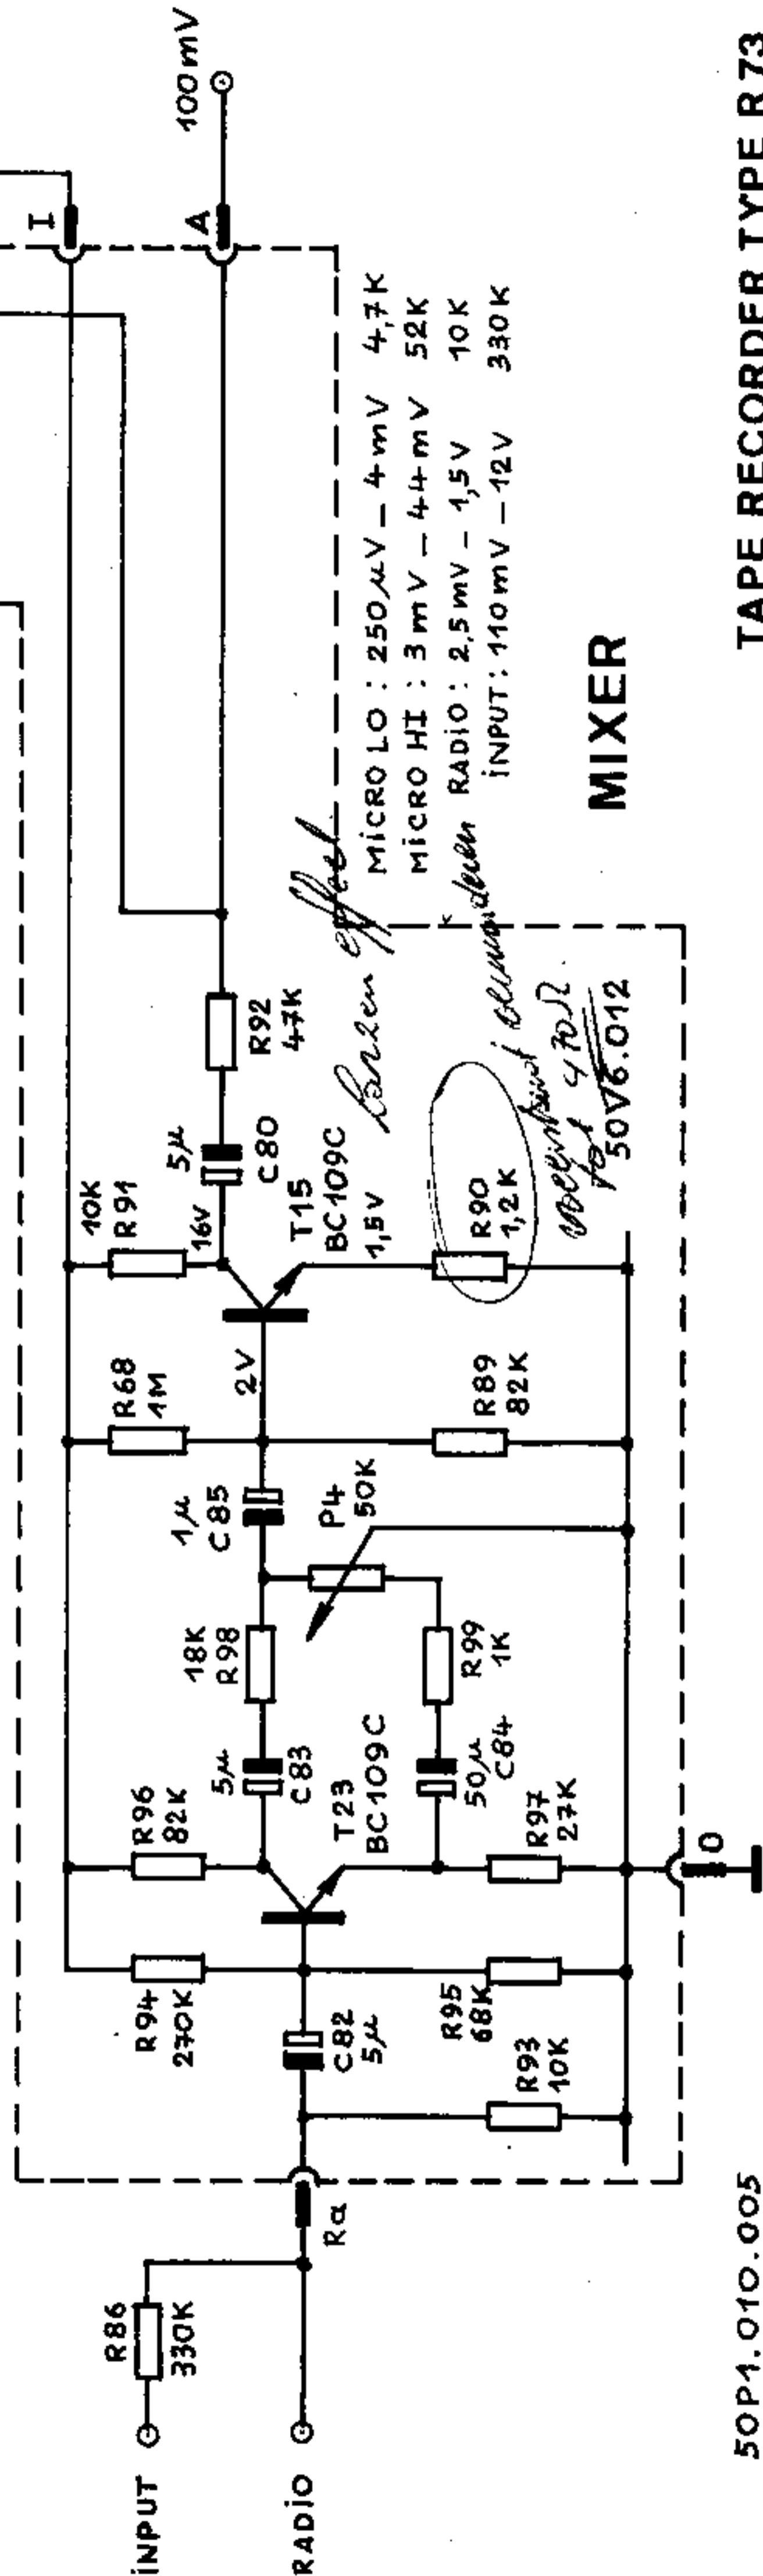 INPUT
R86
330K
RADIO
Ra
R94
270K
C82
5µ
R95
68K
R93
10K
R96
82K
5µ
C83
T23
BC109C
50µ
C84
R97
27K
O
18K
R98
R99
1K
1µ
C85
P4
50K
R68
1M
2V
R89
82K
10K
R91
16V
T15
BC109C
1,5V
R90
1,2K
5µ
C80
R92
47K
effect
470Ω
50V6.012
I
A
100mV
MICRO LO : 250µV – 4mV 4,7K
MICRO HI : 3mV – 44mV 52K
RADIO : 2,5mV – 1,5V 10K
INPUT : 110mV – 12V 330K
MIXER
50P1.010.005
TAPE RECORDER TYPE R73